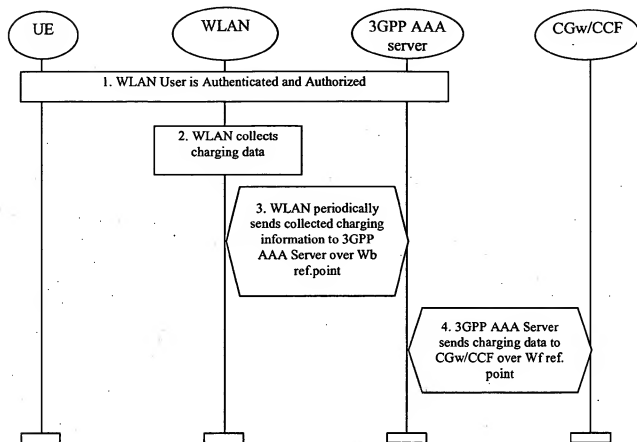 UE
WLAN
3GPP AAA
server
CGw/CCF
1. WLAN User is Authenticated and Authorized
2. WLAN collects
charging data
3. WLAN periodically
sends collected charging
information to 3GPP
AAA Server over Wb
ref.point
4. 3GPP AAA Server
sends charging data to
CGw/CCF over Wf ref.
point